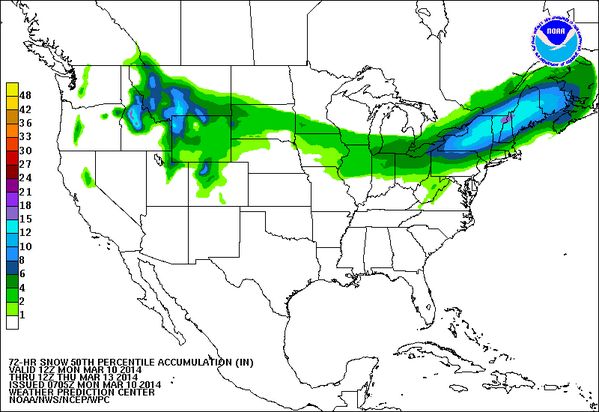 NOAA
48
42
36
33
30
27
24
21
18
15
12
10
8
6
4
2
1
72-HR SNOW 50TH PERCENTILE ACCUMULATION (IN)
VALID 12Z MON MAR 10 2014
THRU 12Z THU MAR 13 2014
ISSUED 0705Z MON MAR 10 2014
WEATHER PREDICTION CENTER
NOAA/NWS/NCEP/WPC